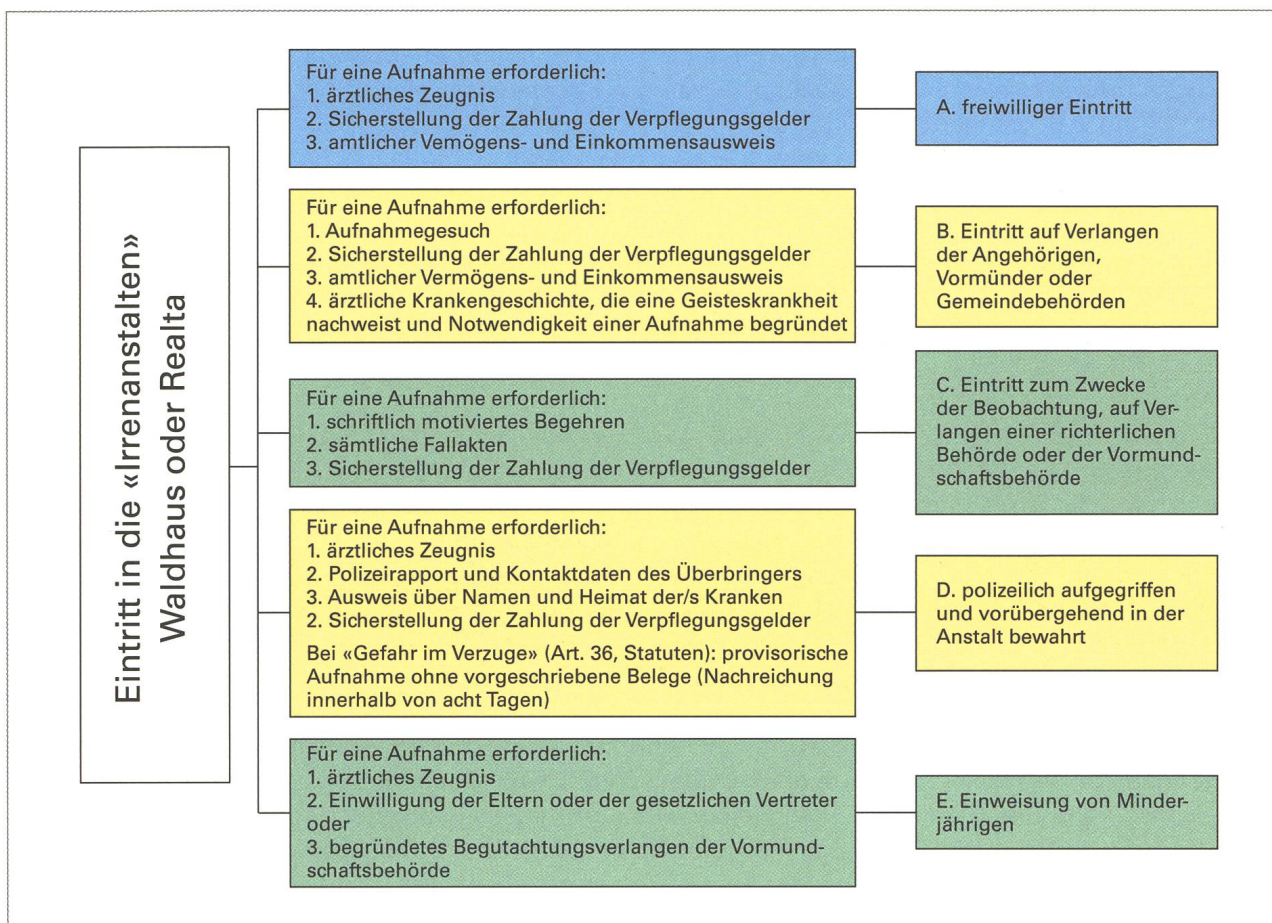 Eintritt in die «Irrenanstalten»
Waldhaus oder Realta
Für eine Aufnahme erforderlich:
1. ärztliches Zeugnis
2. Sicherstellung der Zahlung der Verpflegungsgelder
3. amtlicher Vermögens- und Einkommensausweis
A. freiwilliger Eintritt
Für eine Aufnahme erforderlich:
1. Aufnahmegesuch
2. Sicherstellung der Zahlung der Verpflegungsgelder
3. amtlicher Vermögens- und Einkommensausweis
4. ärztliche Krankengeschichte, die eine Geisteskrankheit
nachweist und Notwendigkeit einer Aufnahme begründet
B. Eintritt auf Verlangen
der Angehörigen,
Vormünder oder
Gemeindebehörden
Für eine Aufnahme erforderlich:
1. schriftlich motiviertes Begehren
2. sämtliche Fallakten
3. Sicherstellung der Zahlung der Verpflegungsgelder
C. Eintritt zum Zwecke
der Beobachtung, auf Ver-
langen einer richterlichen
Behörde oder der Vormund-
schaftsbehörde
Für eine Aufnahme erforderlich:
1. ärztliches Zeugnis
2. Polizeirapport und Kontaktdaten des Überbringers
3. Ausweis über Namen und Heimat der/s Kranken
2. Sicherstellung der Zahlung der Verpflegungsgelder
Bei «Gefahr im Verzuge» (Art. 36, Statuten): provisorische
Aufnahme ohne vorgeschriebene Belege (Nachreichung
innerhalb von acht Tagen)
D. polizeilich aufgegriffen
und vorübergehend in der
Anstalt bewahrt
Für eine Aufnahme erforderlich:
1. ärztliches Zeugnis
2. Einwilligung der Eltern oder der gesetzlichen Vertreter
oder
3. begründetes Begutachtungsverlangen der Vormund-
schaftsbehörde
E. Einweisung von Minder-
jährigen